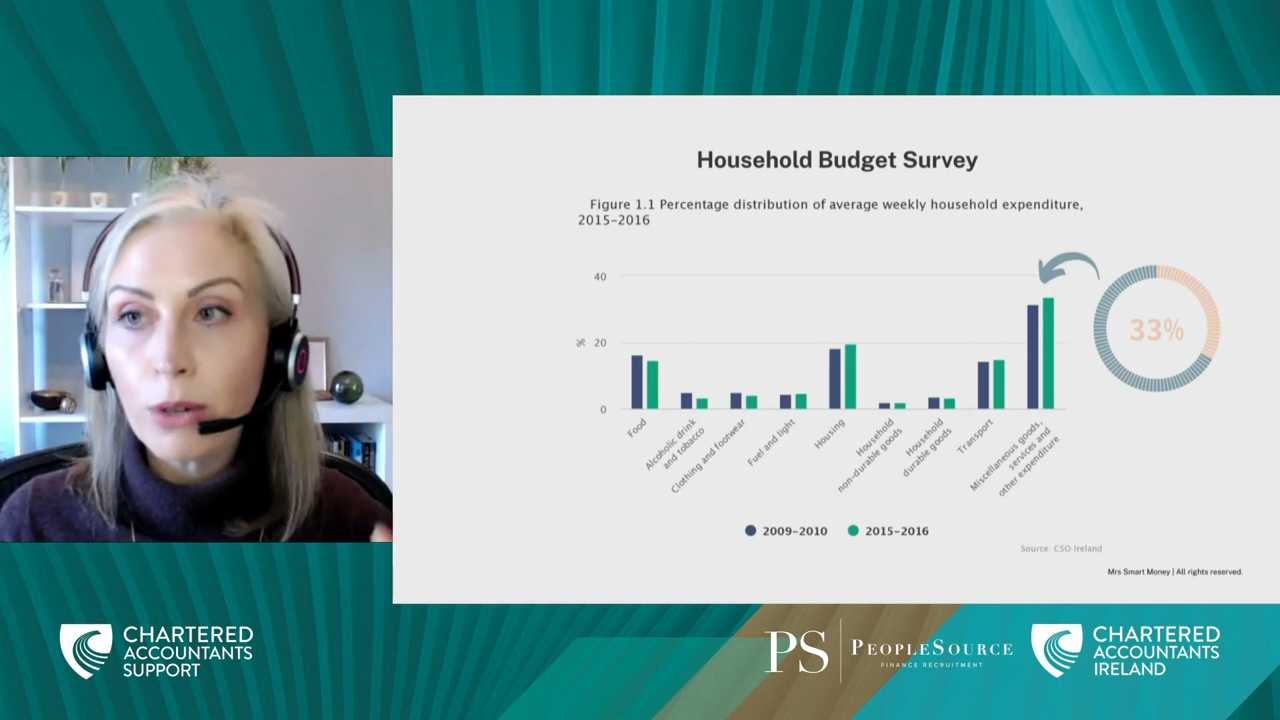 Household Budget Survey
Figure 1.1 Percentage distribution of average weekly household expenditure,
2015–2016
40
%
20
0
33%
Food
Alcoholic drink
and tobacco
Clothing and footwear
Fuel and light
Housing
Household
non-durable goods
Household
durable goods
Transport
Miscellaneous goods,
services and
other expenditure
2009–2010
2015–2016
Source: CSO Ireland
Mrs Smart Money | All rights reserved.
CHARTERED
ACCOUNTANTS
SUPPORT
PS
PEOPLESOURCE
FINANCE RECRUITMENT
CHARTERED
ACCOUNTANTS
IRELAND